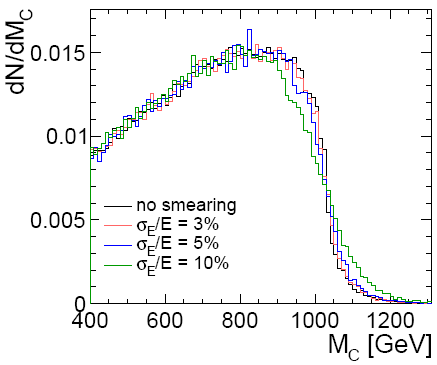 dN/dM_C
0.015
0.01
0.005
0
no smearing
σ_E/E = 3%
σ_E/E = 5%
σ_E/E = 10%
400 600 800 1000 1200
M_C [GeV]